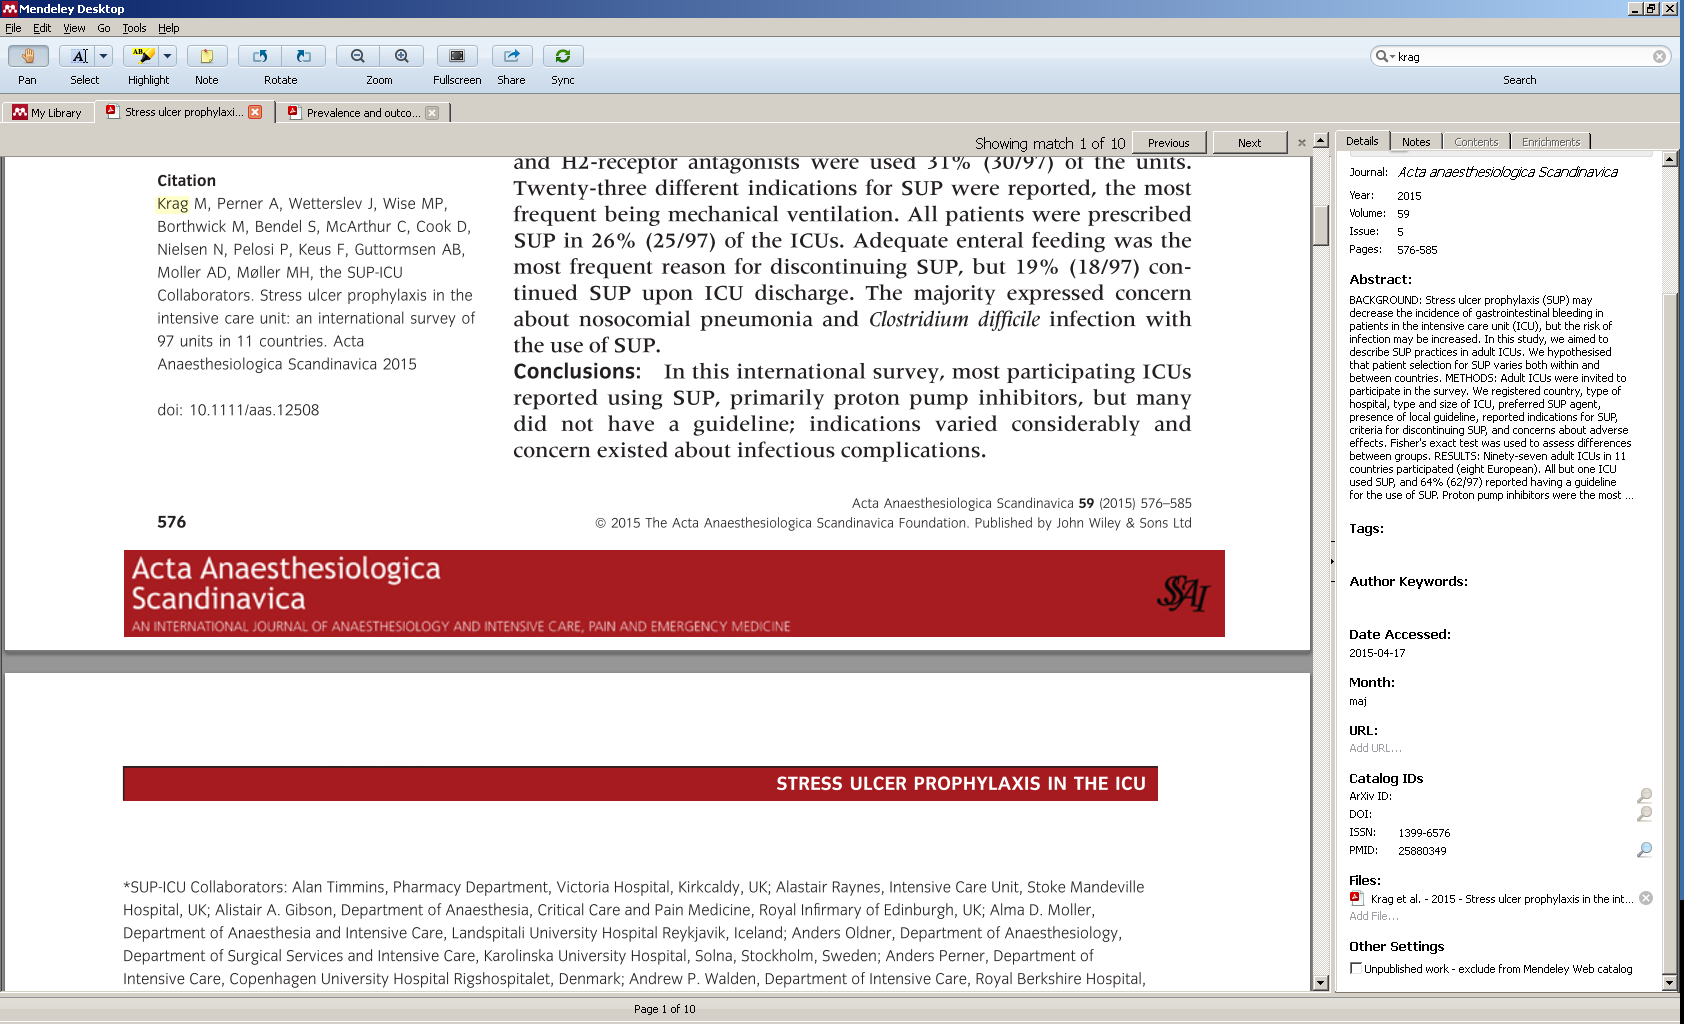 Mendeley Desktop
File Edit View Go Tools Help
Pan Select Highlight Note Rotate Zoom Fullscreen Share Sync
krag
Search
My Library
Stress ulcer prophylaxi...
Prevalence and outco...
Showing match 1 of 10 Previous Next
Citation
Krag M, Perner A, Wetterslev J, Wise MP,
Borthwick M, Bendel S, McArthur C, Cook D,
Nielsen N, Pelosi P, Keus F, Guttormsen AB,
Moller AD, Møller MH, the SUP-ICU
Collaborators. Stress ulcer prophylaxis in the
intensive care unit: an international survey of
97 units in 11 countries. Acta
Anaesthesiologica Scandinavica 2015
doi: 10.1111/aas.12508
and H2-receptor antagonists were used 31% (30/97) of the units.
Twenty-three different indications for SUP were reported, the most
frequent being mechanical ventilation. All patients were prescribed
SUP in 26% (25/97) of the ICUs. Adequate enteral feeding was the
most frequent reason for discontinuing SUP, but 19% (18/97) con-
tinued SUP upon ICU discharge. The majority expressed concern
about nosocomial pneumonia and Clostridium difficile infection with
the use of SUP.
Conclusions: In this international survey, most participating ICUs
reported using SUP, primarily proton pump inhibitors, but many
did not have a guideline; indications varied considerably and
concern existed about infectious complications.
Acta Anaesthesiologica Scandinavica 59 (2015) 576–585
576
© 2015 The Acta Anaesthesiologica Scandinavica Foundation. Published by John Wiley & Sons Ltd
Acta Anaesthesiologica
Scandinavica
SSAI
AN INTERNATIONAL JOURNAL OF ANAESTHESIOLOGY AND INTENSIVE CARE, PAIN AND EMERGENCY MEDICINE
STRESS ULCER PROPHYLAXIS IN THE ICU
*SUP-ICU Collaborators: Alan Timmins, Pharmacy Department, Victoria Hospital, Kirkcaldy, UK; Alastair Raynes, Intensive Care Unit, Stoke Mandeville
Hospital, UK; Alistair A. Gibson, Department of Anaesthesia, Critical Care and Pain Medicine, Royal Infirmary of Edinburgh, UK; Alma D. Moller,
Department of Anaesthesia and Intensive Care, Landspitali University Hospital Reykjavik, Iceland; Anders Oldner, Department of Anaesthesiology,
Department of Surgical Services and Intensive Care, Karolinska University Hospital, Solna, Stockholm, Sweden; Anders Perner, Department of
Intensive Care, Copenhagen University Hospital Rigshospitalet, Denmark; Andrew P. Walden, Department of Intensive Care, Royal Berkshire Hospital,
Page 1 of 10
Details Notes Contents Enrichments
Journal: Acta anaesthesiologica Scandinavica
Year: 2015
Volume: 59
Issue: 5
Pages: 576-585
Abstract:
BACKGROUND: Stress ulcer prophylaxis (SUP) may
decrease the incidence of gastrointestinal bleeding in
patients in the intensive care unit (ICU), but the risk of
infection may be increased. In this study, we aimed to
describe SUP practices in adult ICUs. We hypothesised
that patient selection for SUP varies both within and
between countries. METHODS: Adult ICUs were invited to
participate in the survey. We registered country, type of
hospital, type and size of ICU, preferred SUP agent,
presence of local guideline, reported indications for SUP,
criteria for discontinuing SUP, and concerns about adverse
effects. Fisher's exact test was used to assess differences
between groups. RESULTS: Ninety-seven adult ICUs in 11
countries participated (eight European). All but one ICU
used SUP, and 64% (62/97) reported having a guideline
for the use of SUP. Proton pump inhibitors were the most ...
Tags:
Author Keywords:
Date Accessed:
2015-04-17
Month:
maj
URL:
Add URL...
Catalog IDs
ArXiv ID:
DOI:
ISSN: 1399-6576
PMID: 25880349
Files:
Krag et al. - 2015 - Stress ulcer prophylaxis in the int...
Add File...
Other Settings
Unpublished work - exclude from Mendeley Web catalog